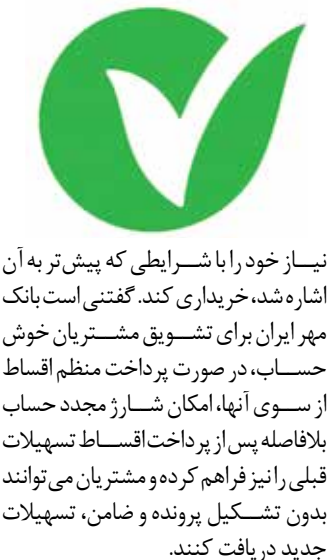 نیاز خود را با شرایطی که پیش‌تر به آن
اشاره شد، خریداری کند. گفتنی است بانک
مهر ایران برای تشویق مشتریان خوش
حساب، در صورت پرداخت منظم اقساط
از سوی آنها، امکان شارژ مجدد حساب
بلافاصله پس از پرداخت اقساط تسهیلات
قبلی را نیز فراهم کرده و مشتریان می‌توانند
بدون تشکیل پرونده و ضامن، تسهیلات
جدید دریافت کنند.